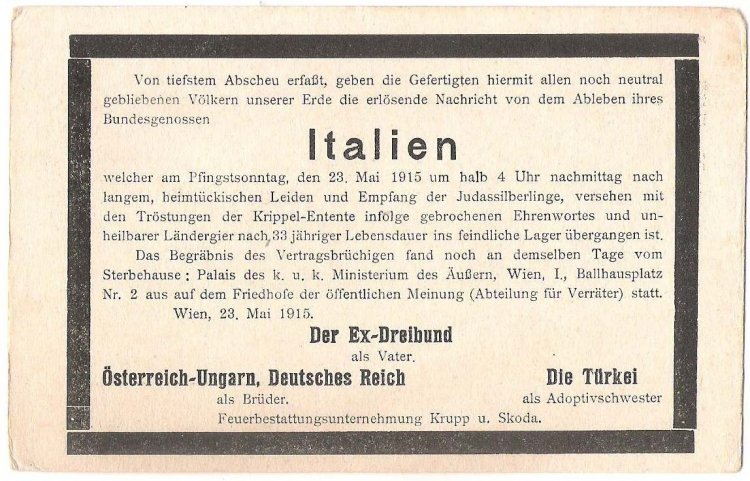 Von tiefstem Abscheu erfaßt, geben die Gefertigten hiermit allen noch neutral
gebliebenen Völkern unserer Erde die erlösende Nachricht von dem Ableben ihres
Bundesgenossen
Italien
welcher am Pfingstsonntag, den 23. Mai 1915 um halb 4 Uhr nachmittag nach
langem, heimtückischen Leiden und Empfang der Judassilberlinge, versehen mit
den Tröstungen der Krippel-Entente infolge gebrochenen Ehrenwortes und un-
heilbarer Ländergier nach 33 jähriger Lebensdauer ins feindliche Lager übergangen ist.
Das Begräbnis des Vertragsbrüchigen fand noch an demselben Tage vom
Sterbehause: Palais des k. u. k. Ministerium des Äußern, Wien, I., Ballhausplatz
Nr. 2 aus auf dem Friedhofe der öffentlichen Meinung (Abteilung für Verräter) statt.
Wien, 23. Mai 1915.
Der Ex-Dreibund
als Vater.
Österreich-Ungarn, Deutsches Reich Die Türkei
als Brüder. als Adoptivschwester
Feuerbestattungsunternehmung Krupp u. Skoda.